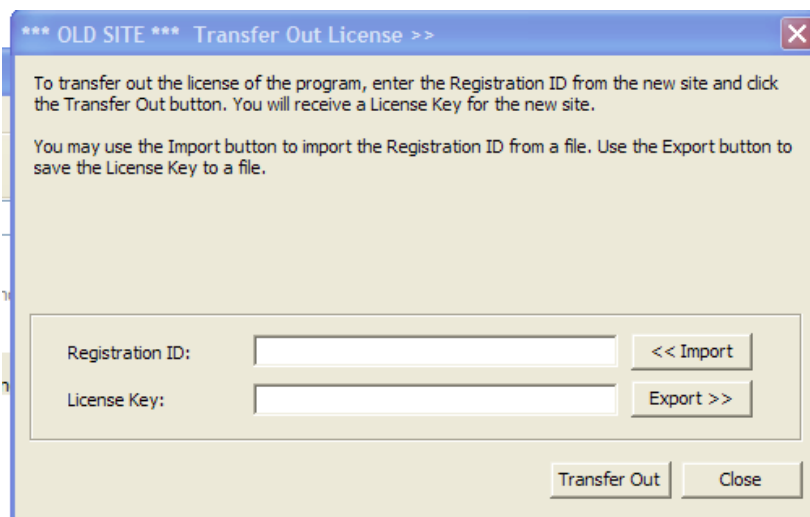 *** OLD SITE *** Transfer Out License >>
To transfer out the license of the program, enter the Registration ID from the new site and click
the Transfer Out button. You will receive a License Key for the new site.
You may use the Import button to import the Registration ID from a file. Use the Export button to
save the License Key to a file.
Registration ID:
<< Import
License Key:
Export >>
Transfer Out
Close